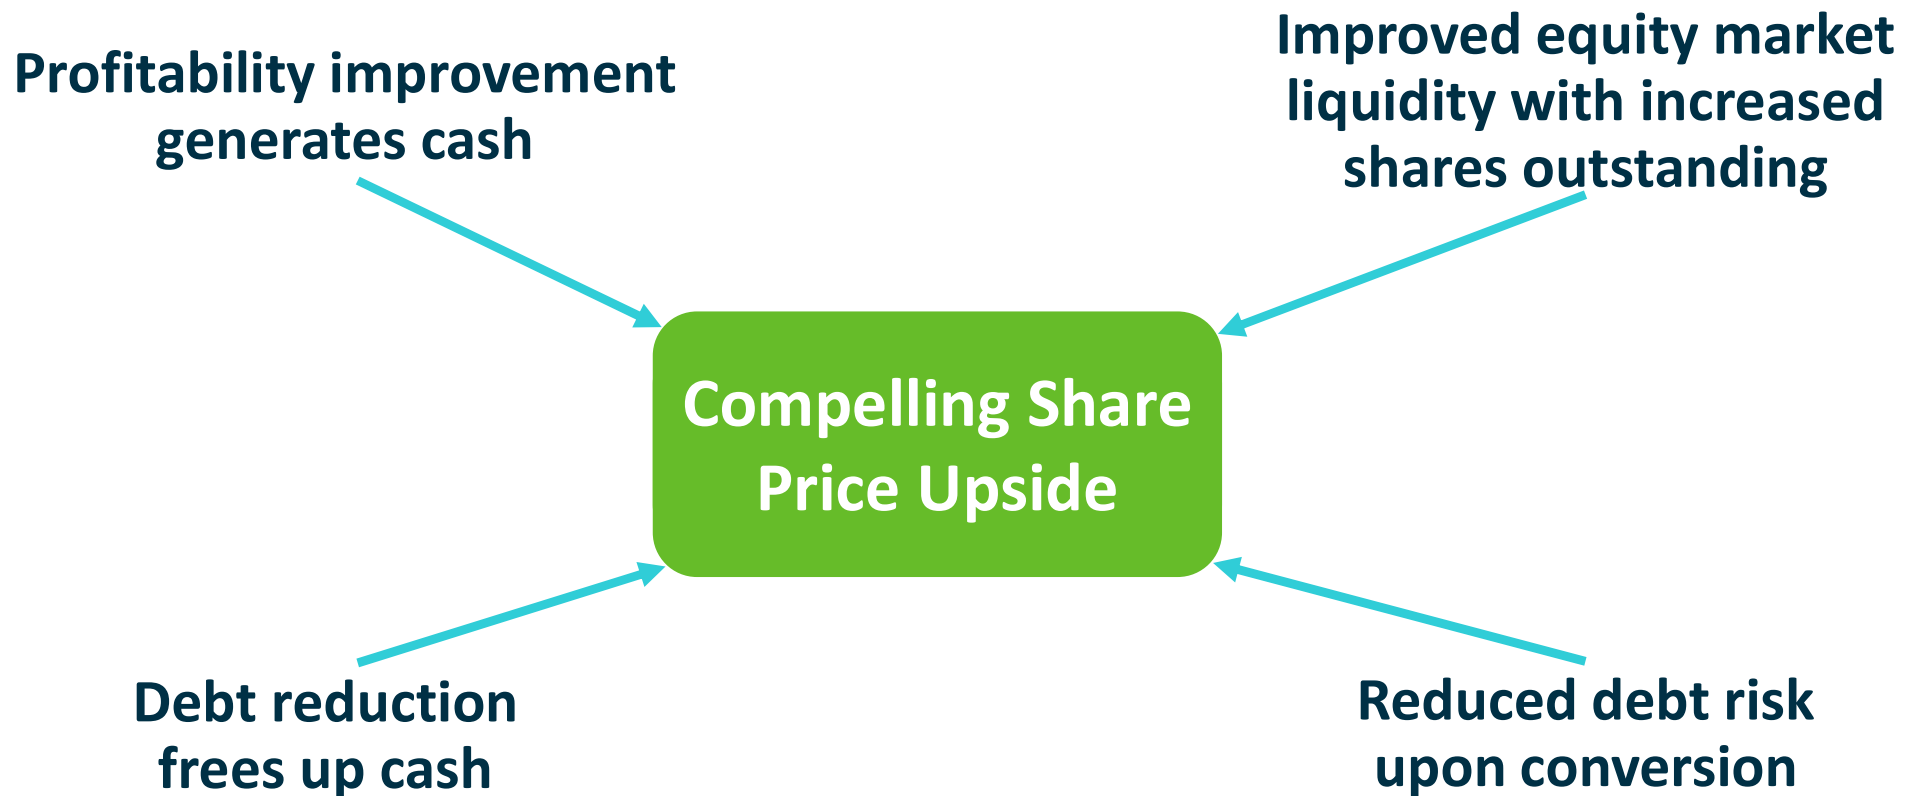 Profitability improvement
generates cash
Improved equity market
liquidity with increased
shares outstanding
Compelling Share
Price Upside
Debt reduction
frees up cash
Reduced debt risk
upon conversion